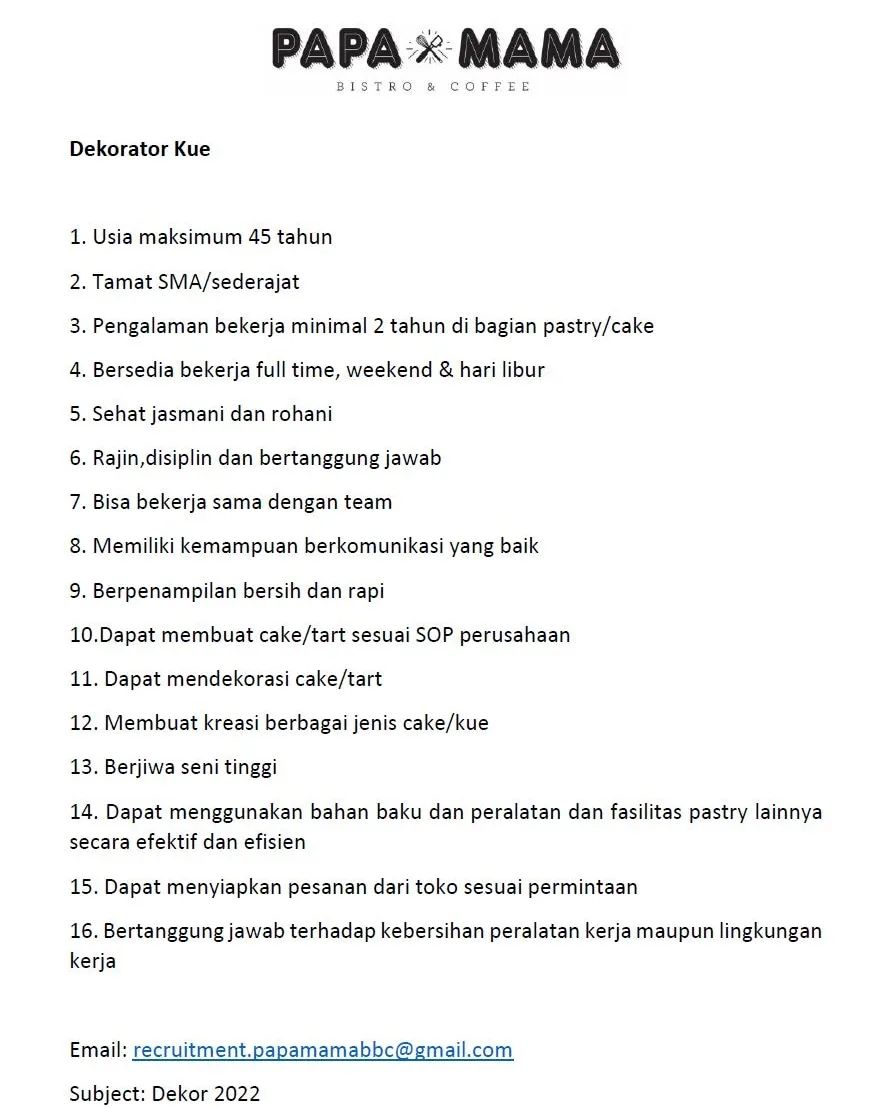 PAPA MAMA
BISTRO & COFFEE
Dekorator Kue
1. Usia maksimum 45 tahun
2. Tamat SMA/sederajat
3. Pengalaman bekerja minimal 2 tahun di bagian pastry/cake
4. Bersedia bekerja full time, weekend & hari libur
5. Sehat jasmani dan rohani
6. Rajin,disiplin dan bertanggung jawab
7. Bisa bekerja sama dengan team
8. Memiliki kemampuan berkomunikasi yang baik
9. Berpenampilan bersih dan rapi
10.Dapat membuat cake/tart sesuai SOP perusahaan
11. Dapat mendekorasi cake/tart
12. Membuat kreasi berbagai jenis cake/kue
13. Berjiwa seni tinggi
14. Dapat menggunakan bahan baku dan peralatan dan fasilitas pastry lainnya
secara efektif dan efisien
15. Dapat menyiapkan pesanan dari toko sesuai permintaan
16. Bertanggung jawab terhadap kebersihan peralatan kerja maupun lingkungan
kerja
Email: recruitment.papamamabbc@gmail.com
Subject: Dekor 2022